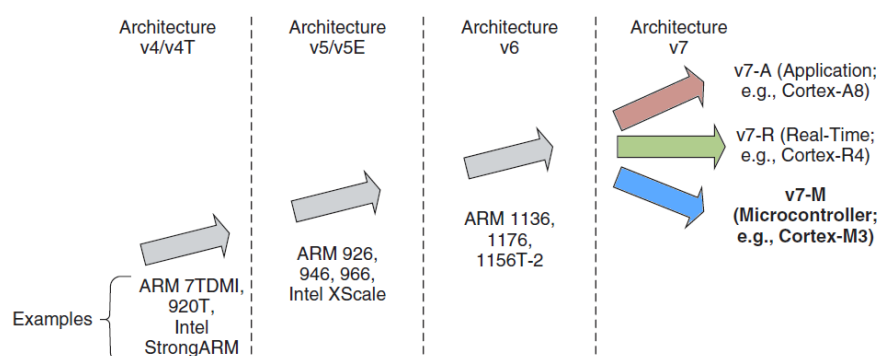 Architecture
v4/v4T
Architecture
v5/v5E
Architecture
v6
Architecture
v7
v7-A (Application;
e.g., Cortex-A8)
v7-R (Real-Time;
e.g., Cortex-R4)
v7-M
(Microcontroller;
e.g., Cortex-M3)
ARM 1136,
1176,
1156T-2
ARM 926,
946, 966,
Intel XScale
ARM 7TDMI,
920T,
Intel
StrongARM
Examples